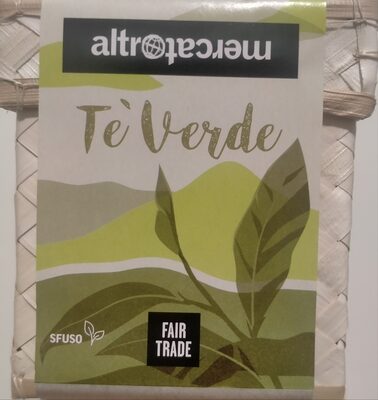 altromercato
Tè Verde
SFUSO
FAIR
TRADE